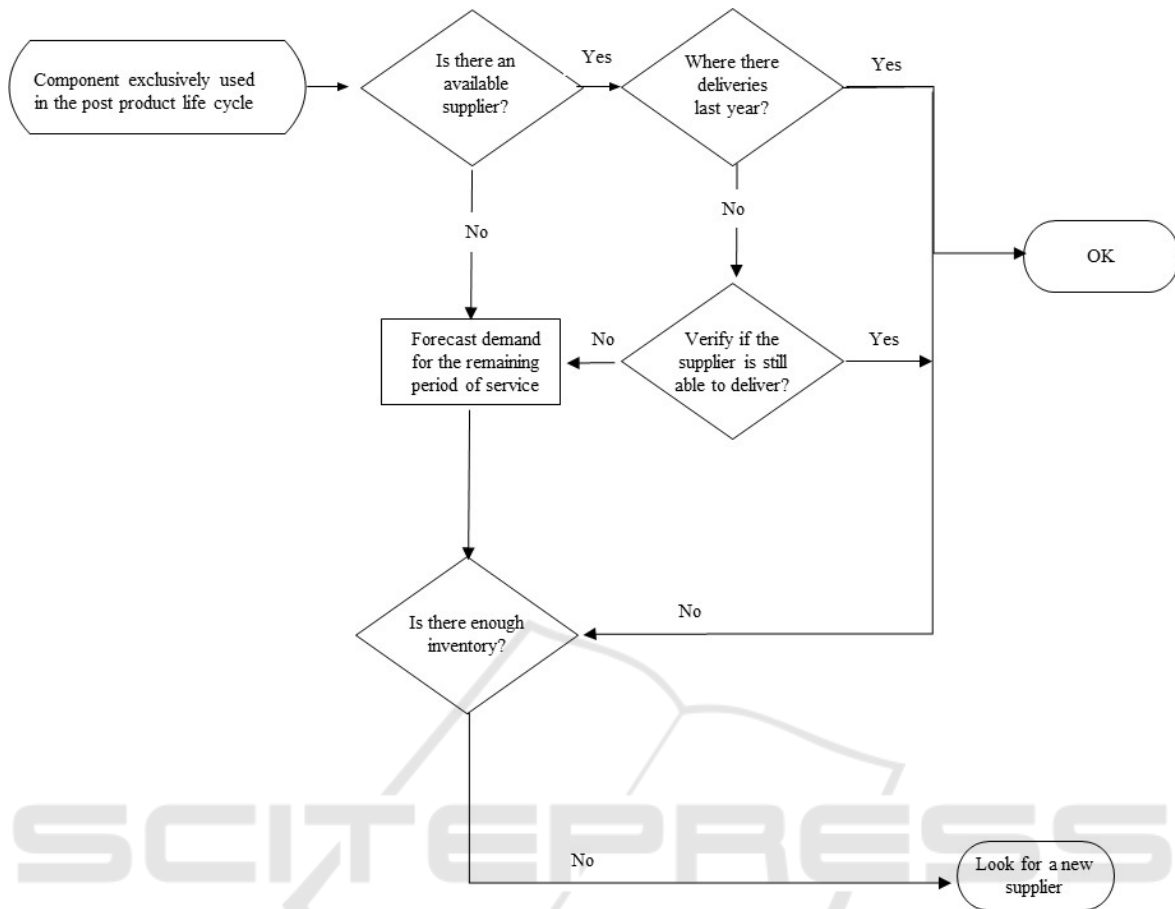 Component exclusively used
in the post product life cycle
Is there an
available
supplier?
Yes
Where there
deliveries
last year?
Yes
No
No
OK
Forecast demand
for the remaining
period of service
No
Verify if the
supplier is still
able to deliver?
Yes
Is there enough
inventory?
No
SCITEPRESS
No
Look for a new
supplier